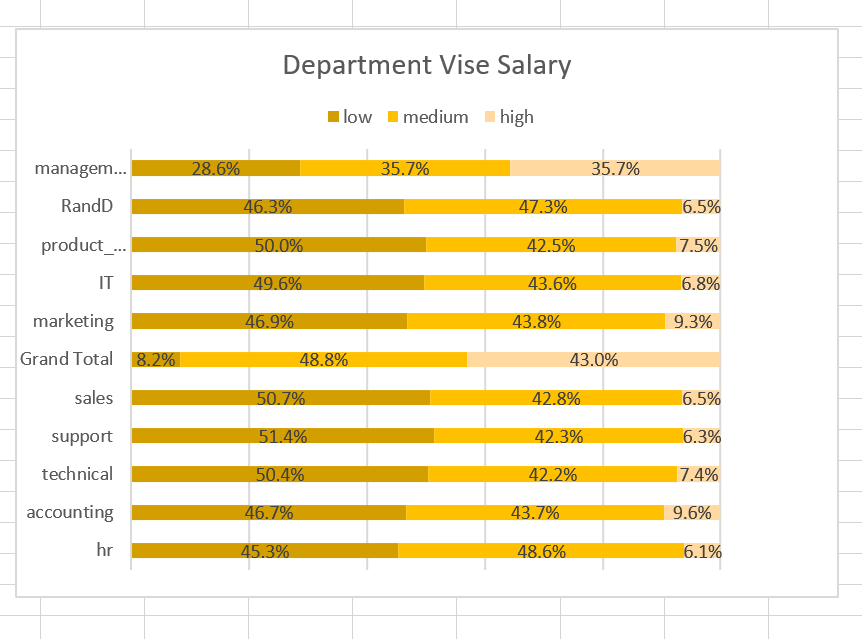 Department Vise Salary
low medium high
managem... 28.6% 35.7% 35.7%
RandD 46.3% 47.3% 6.5%
product_... 50.0% 42.5% 7.5%
IT 49.6% 43.6% 6.8%
marketing 46.9% 43.8% 9.3%
Grand Total 8.2% 48.8% 43.0%
sales 50.7% 42.8% 6.5%
support 51.4% 42.3% 6.3%
technical 50.4% 42.2% 7.4%
accounting 46.7% 43.7% 9.6%
hr 45.3% 48.6% 6.1%